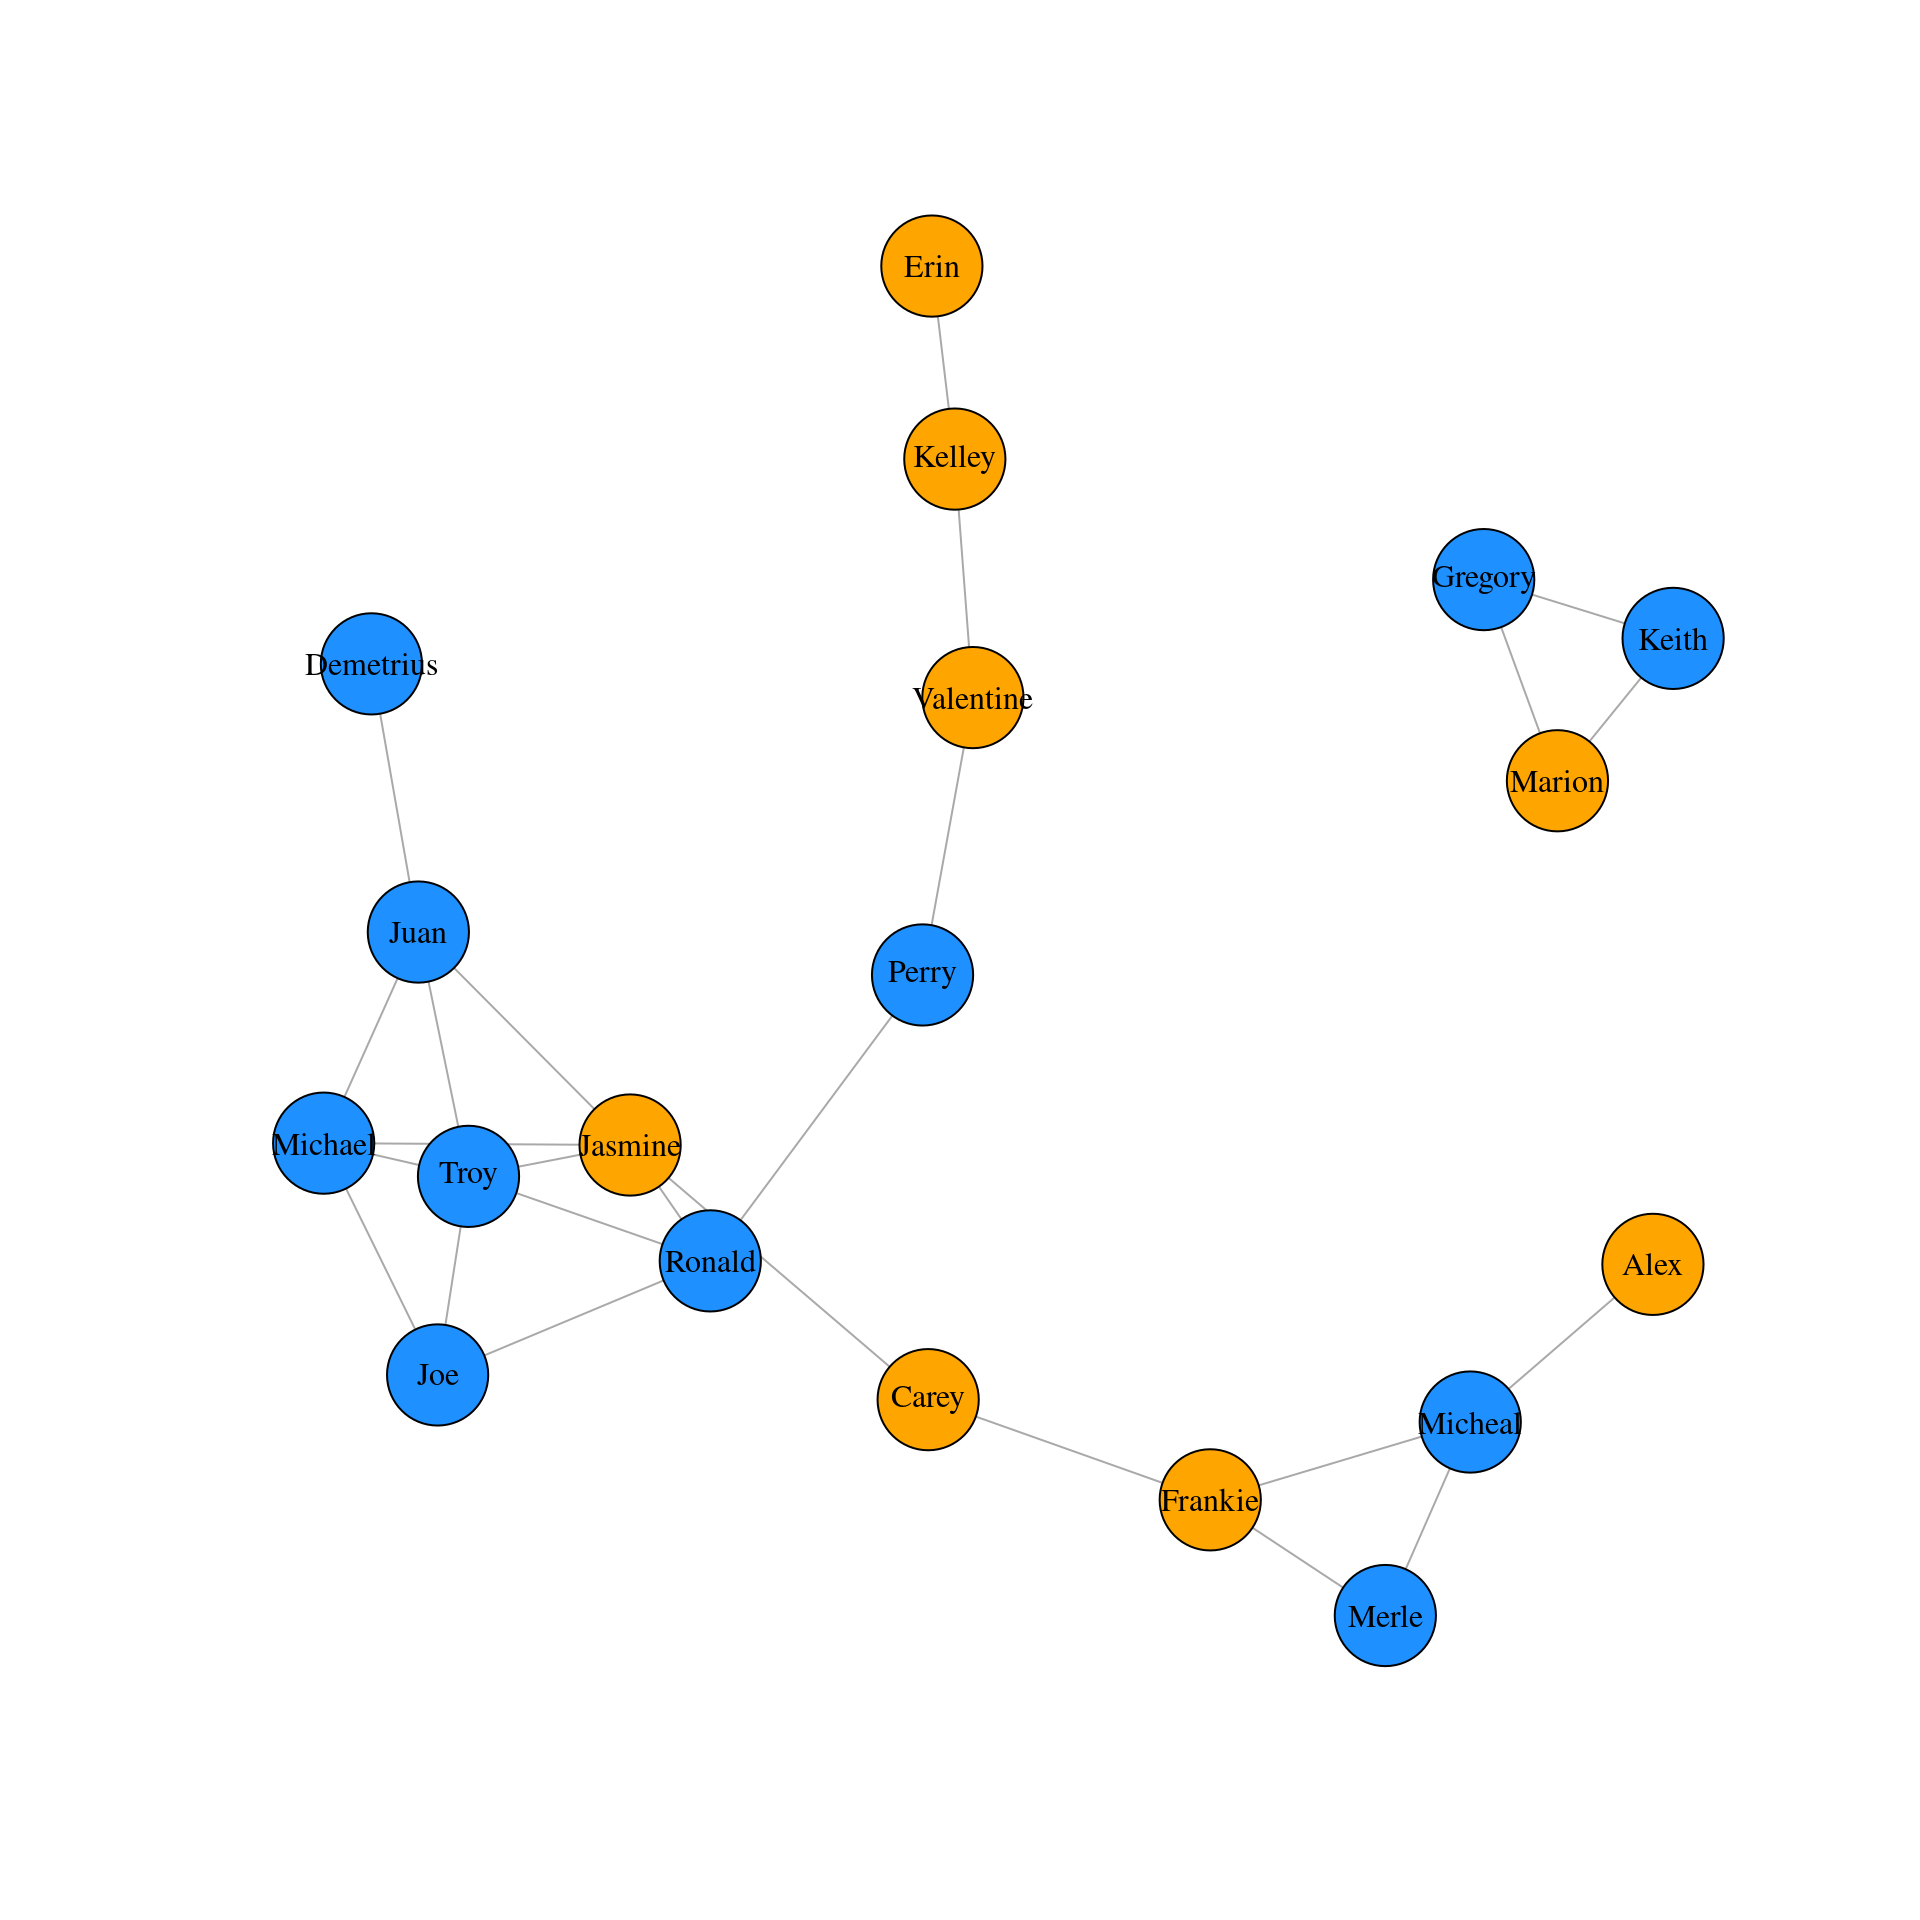 Erin
Kelley
Gregory
Keith
Demetrius
Valentine
Marion
Juan
Perry
Michael
Jasmine
Troy
Ronald
Alex
Joe
Carey
Micheal
Frankie
Merle